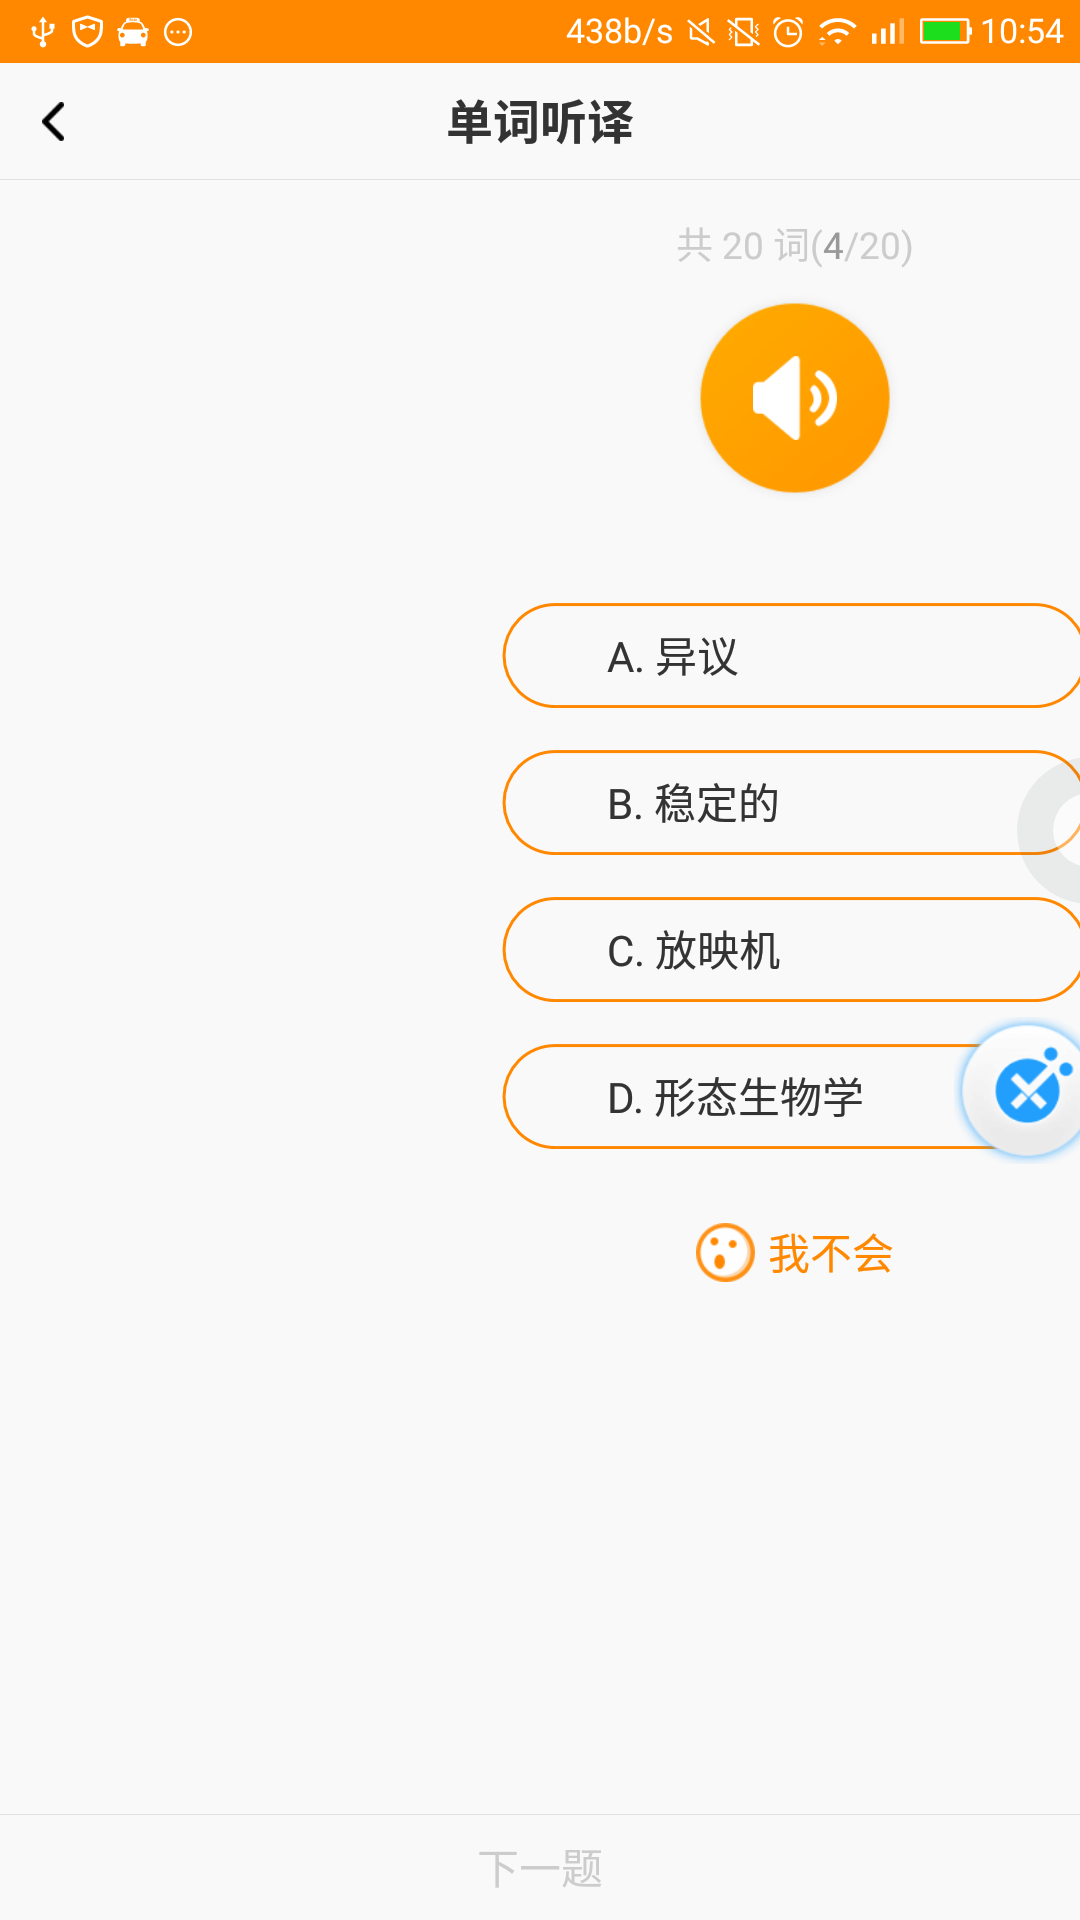 438b/s 10:54
单词听译
共 20 词(4/20)
A. 异议
B. 稳定的
C. 放映机
D. 形态生物学
我不会
下一题